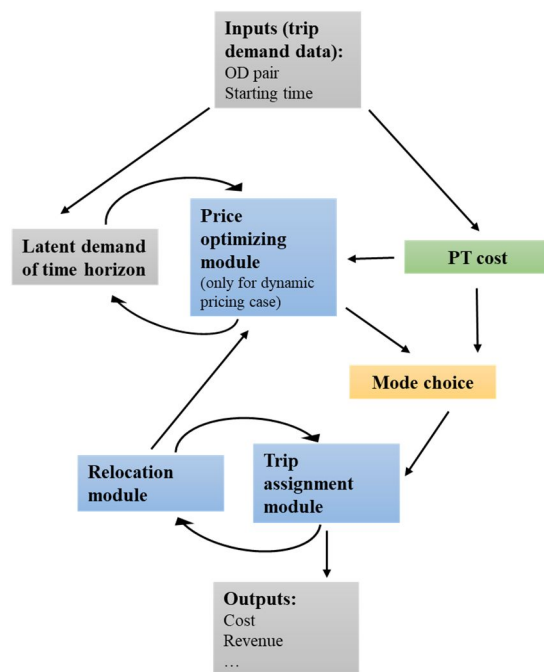 Inputs (trip
demand data):
OD pair
Starting time
Price
optimizing
module
(only for dynamic
pricing case)
Latent demand
of time horizon
PT cost
Mode choice
Relocation
module
Trip
assignment
module
Outputs:
Cost
Revenue
…